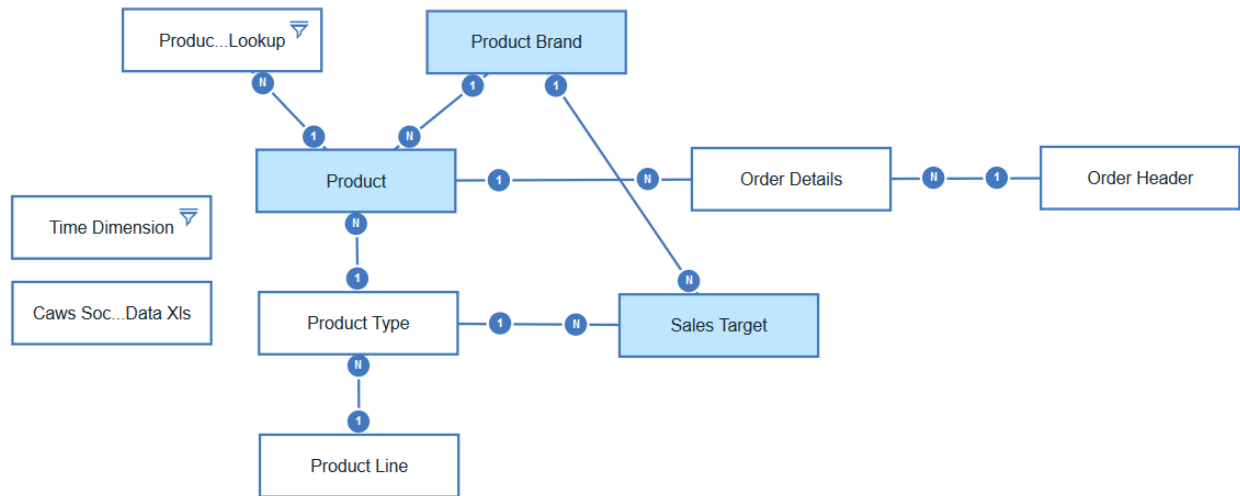 Produc...Lookup
Product Brand
N
1
1
1
N
Product
1
N
Order Details
N
1
Order Header
Time Dimension
N
Caws Soc...Data Xls
1
N
Product Type
1
N
Sales Target
N
1
Product Line